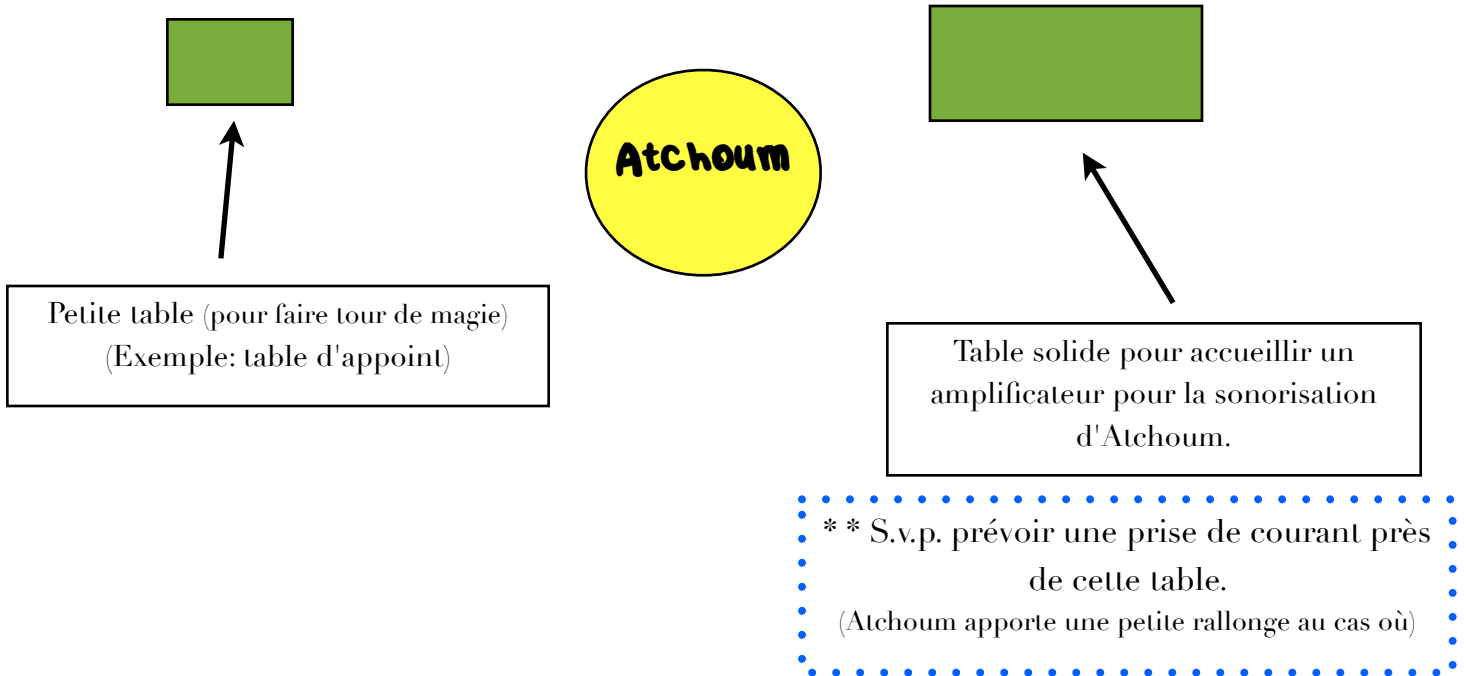 Atchoum
Petite table (pour faire tour de magie)
(Exemple: table d'appoint)
Table solide pour accueillir un
amplificateur pour la sonorisation
d'Atchoum.
* * S.v.p. prévoir une prise de courant près
de cette table.
(Atchoum apporte une petite rallonge au cas où)